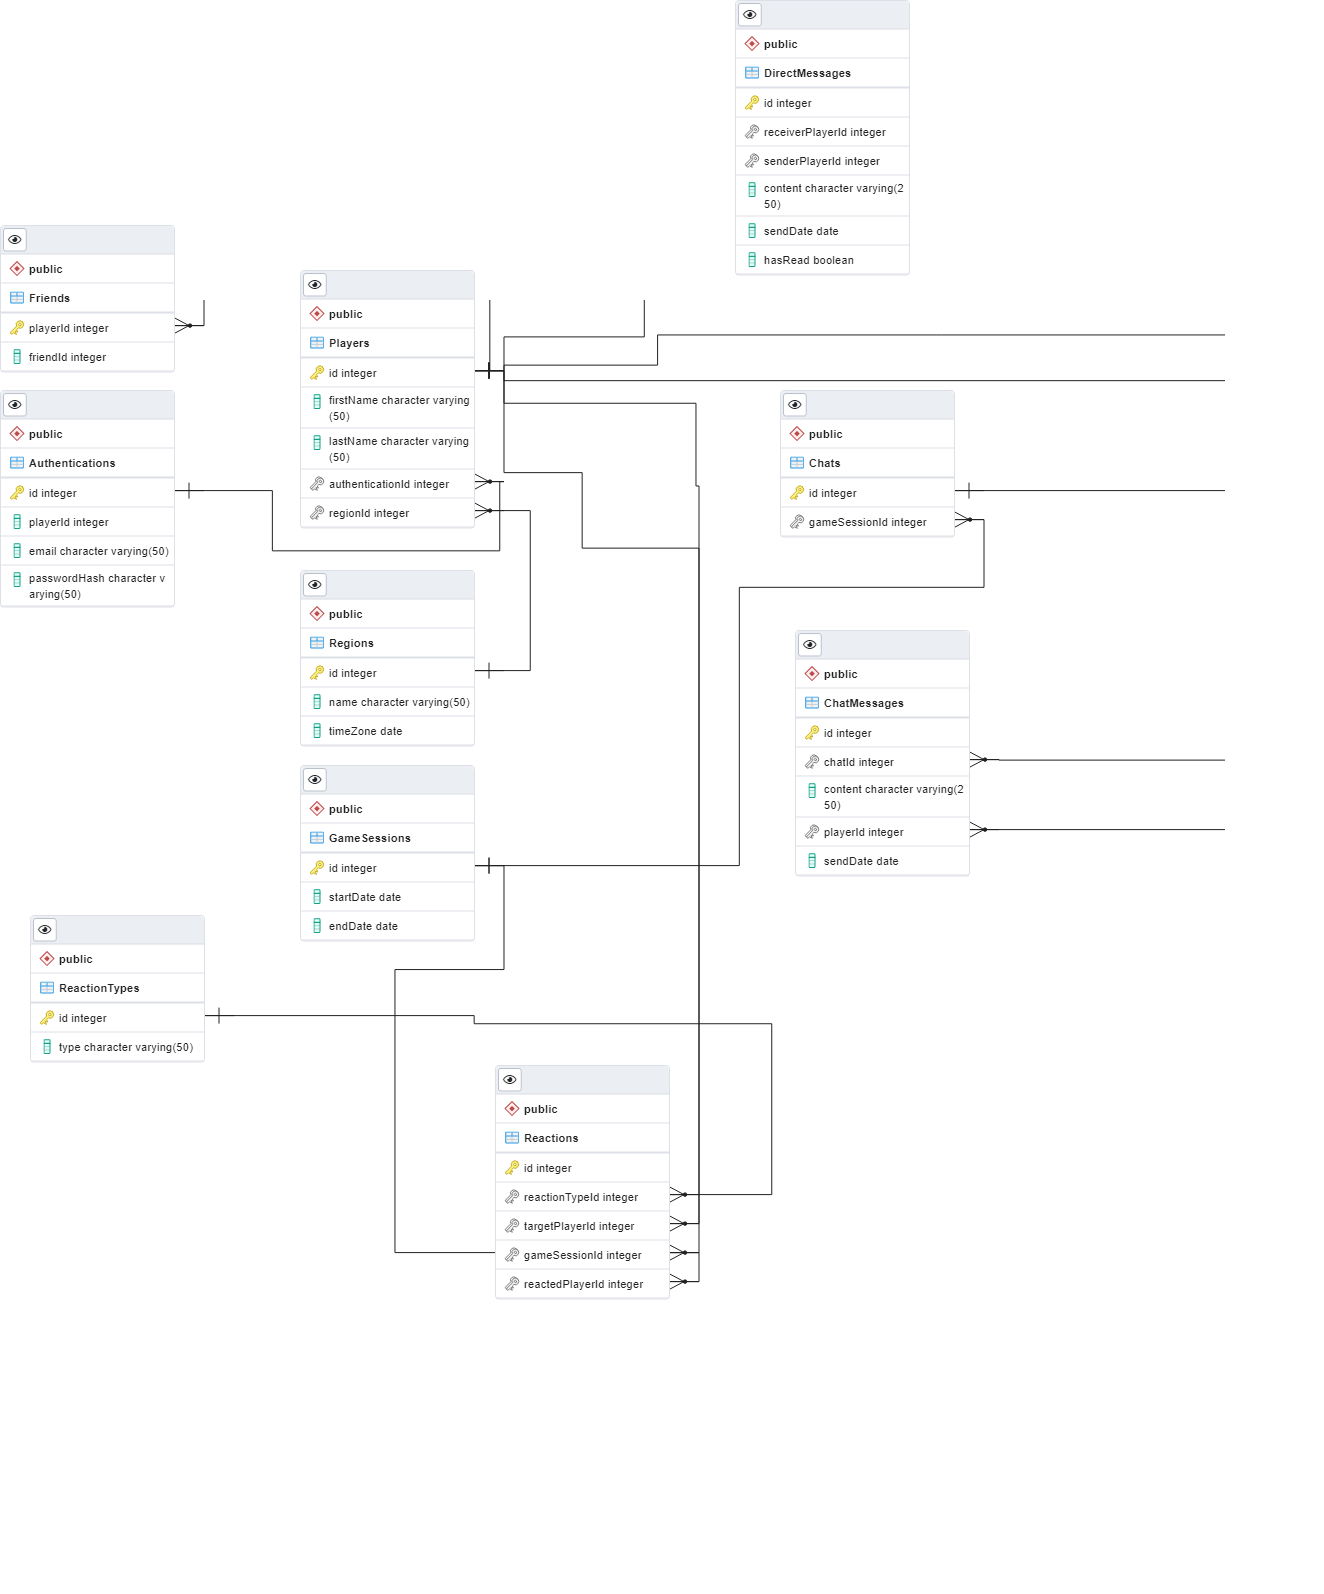 public
DirectMessages
id integer
receiverPlayerId integer
senderPlayerId integer
content character varying(2
50)
sendDate date
hasRead boolean
public
Friends
playerId integer
friendId integer
public
Players
id integer
firstName character varying
(50)
lastName character varying
(50)
authenticationId integer
regionId integer
public
Authentications
id integer
playerId integer
email character varying(50)
passwordHash character v
arying(50)
public
Chats
id integer
gameSessionId integer
public
Regions
id integer
name character varying(50)
timeZone date
public
ChatMessages
id integer
chatId integer
content character varying(2
50)
playerId integer
sendDate date
public
GameSessions
id integer
startDate date
endDate date
public
ReactionTypes
id integer
type character varying(50)
public
Reactions
id integer
reactionTypeId integer
targetPlayerId integer
gameSessionId integer
reactedPlayerId integer